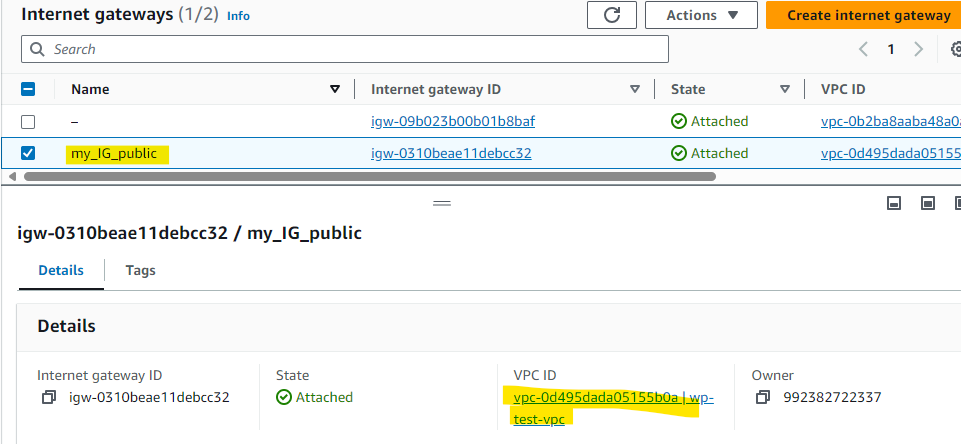 Internet gateways (1/2) Info
Actions
Create internet gateway
Search
1
Name Internet gateway ID State VPC ID
– igw-09b023b00b01b8baf Attached vpc-0b2ba8aaba48a0
my_IG_public igw-0310beae11debcc32 Attached vpc-0d495dada05155
igw-0310beae11debcc32 / my_IG_public
Details Tags
Details
Internet gateway ID State VPC ID Owner
igw-0310beae11debcc32 Attached vpc-0d495dada05155b0a | wp- 992382722337
test-vpc